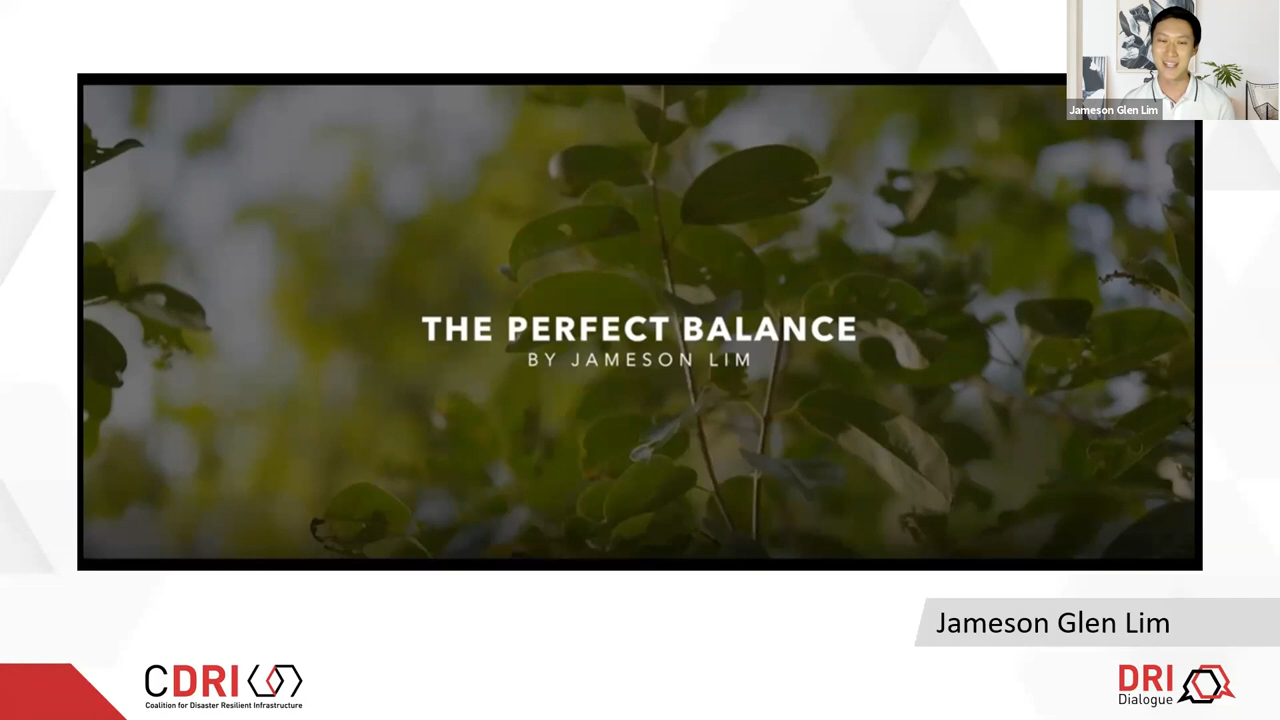 Jameson Glen Lim
THE PERFECT BALANCE
BY JAMESON LIM
Jameson Glen Lim
CDRI
Coalition for Disaster Resilient Infrastructure
DRI
Dialogue